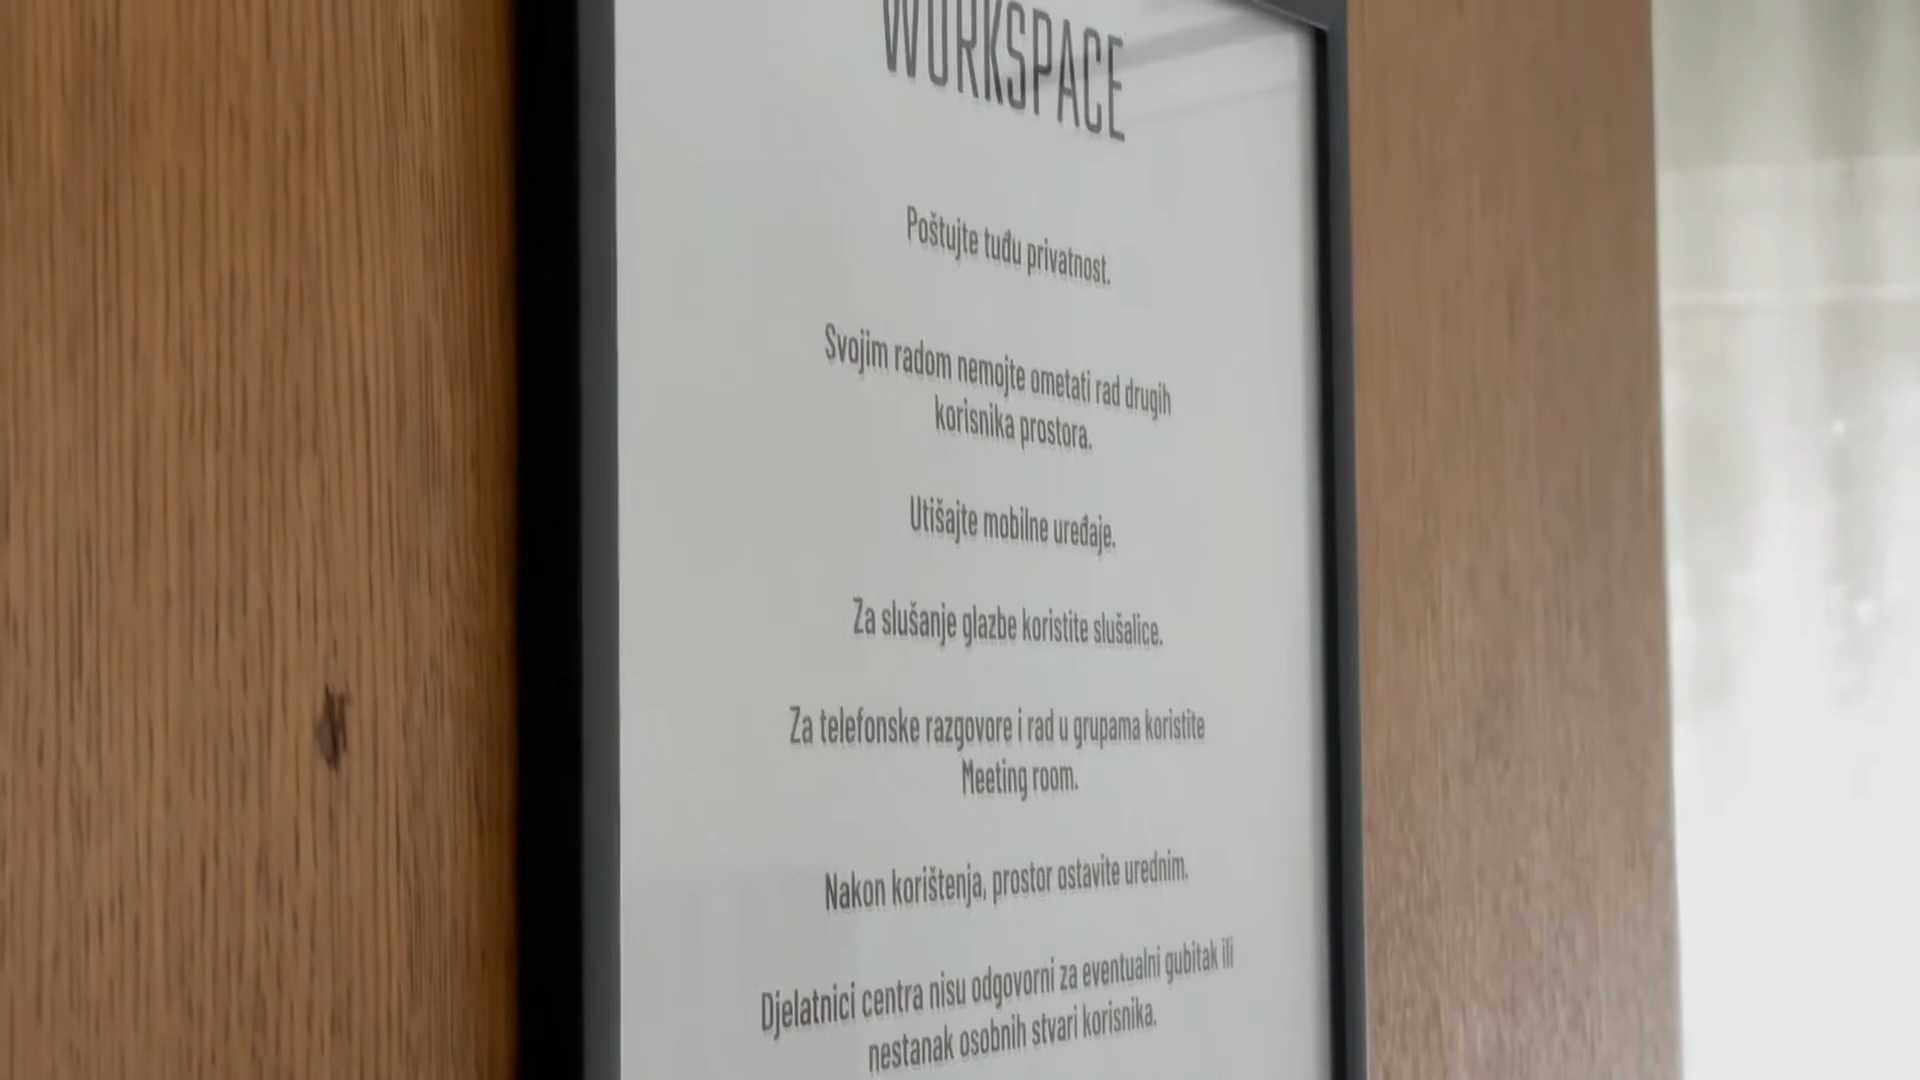 WORKSPACE
Poštujte tuđu privatnost.
Svojim radom nemojte ometati rad drugih
korisnika prostora.
Utišajte mobilne uređaje.
Za slušanje glazbe koristite slušalice.
Za telefonske razgovore i rad u grupama koristite
Meeting room.
Nakon korištenja, prostor ostavite urednim.
Djelatnici centra nisu odgovorni za eventualni gubitak ili
nestanak osobnih stvari korisnika.